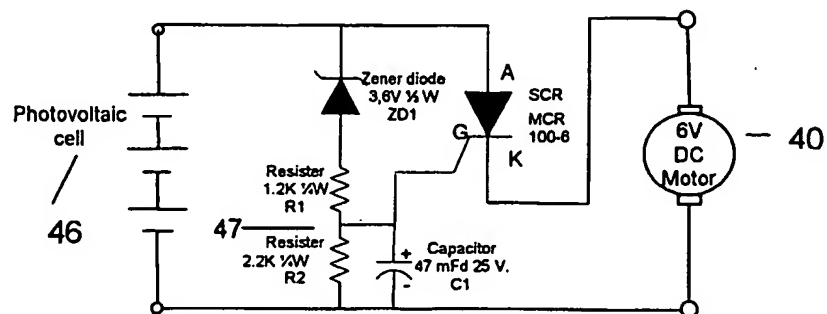 Photovoltaic
cell
46
Zener diode
3,6V ½ W
ZD1
A
SCR
MCR
100-6
G
K
6V
DC
Motor
40
Resister
1.2K ¼W
R1
47
Resister
2.2K ¼W
R2
+
Capacitor
47 mFd 25 V.
-
C1